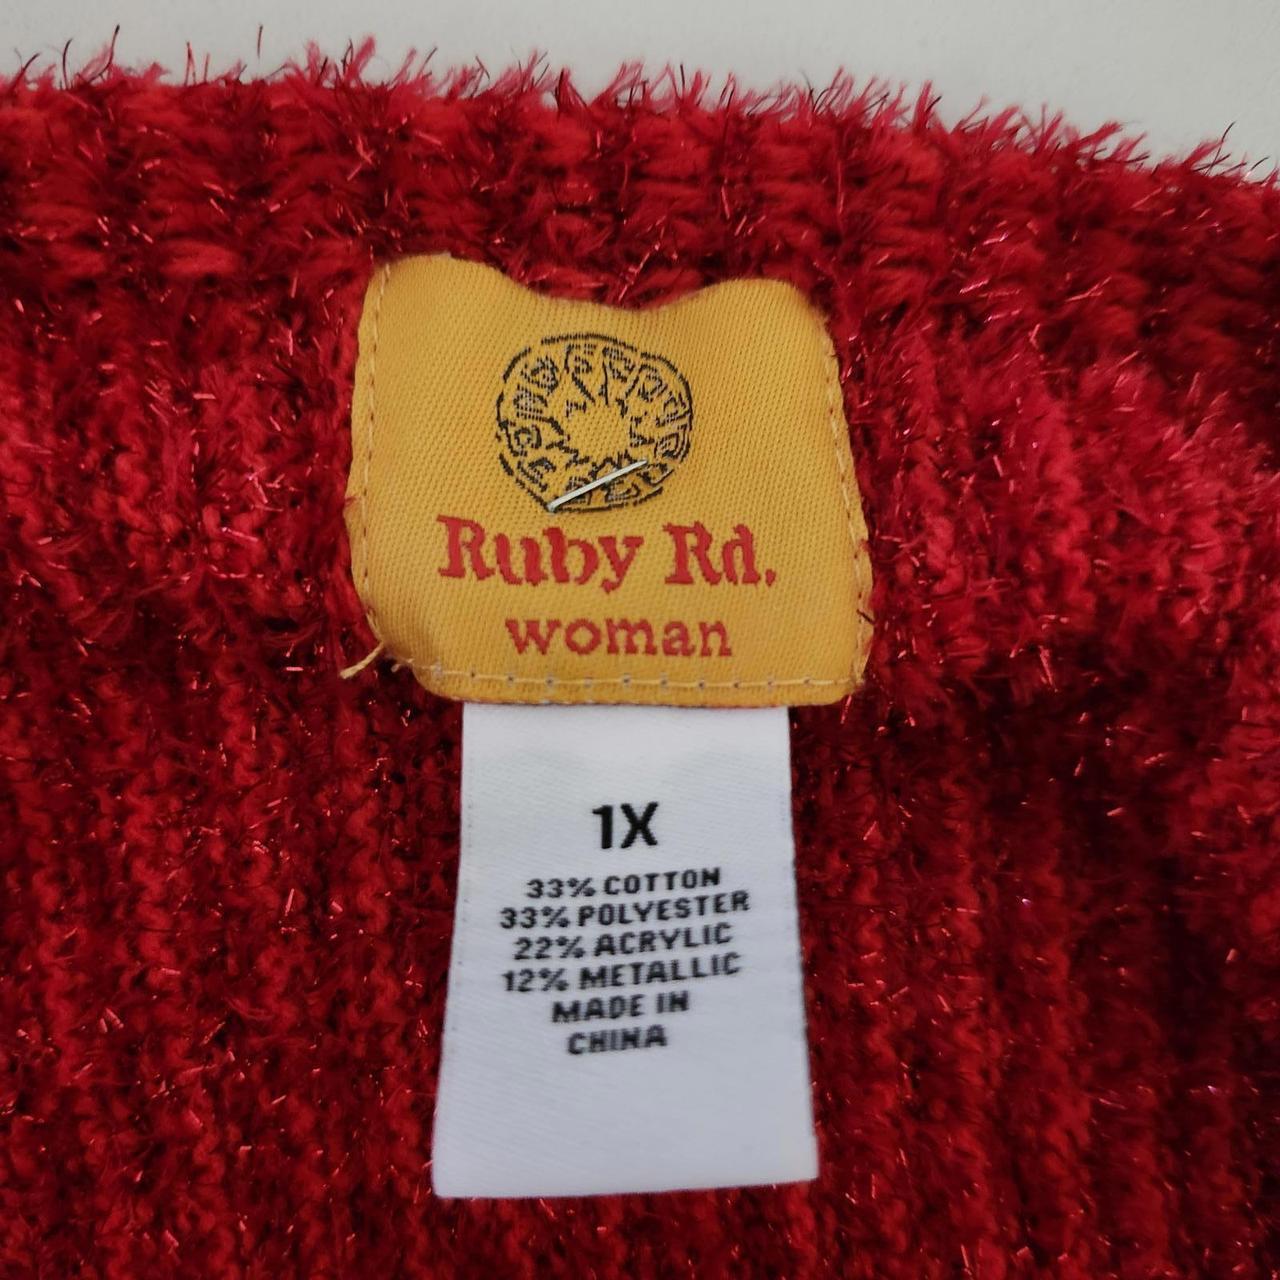 Ruby Rd.
woman
1X
33% COTTON
33% POLYESTER
22% ACRYLIC
12% METALLIC
MADE IN
CHINA